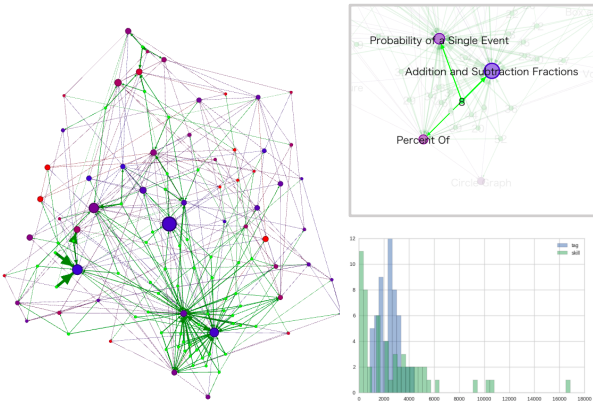 Probability of a Single Event
Addition and Subtraction Fractions
8
Percent Of
Circle Graph
12
10
8
6
4
2
0
tag
skill
0 2000 4000 6000 8000 10000 12000 14000 16000 18000